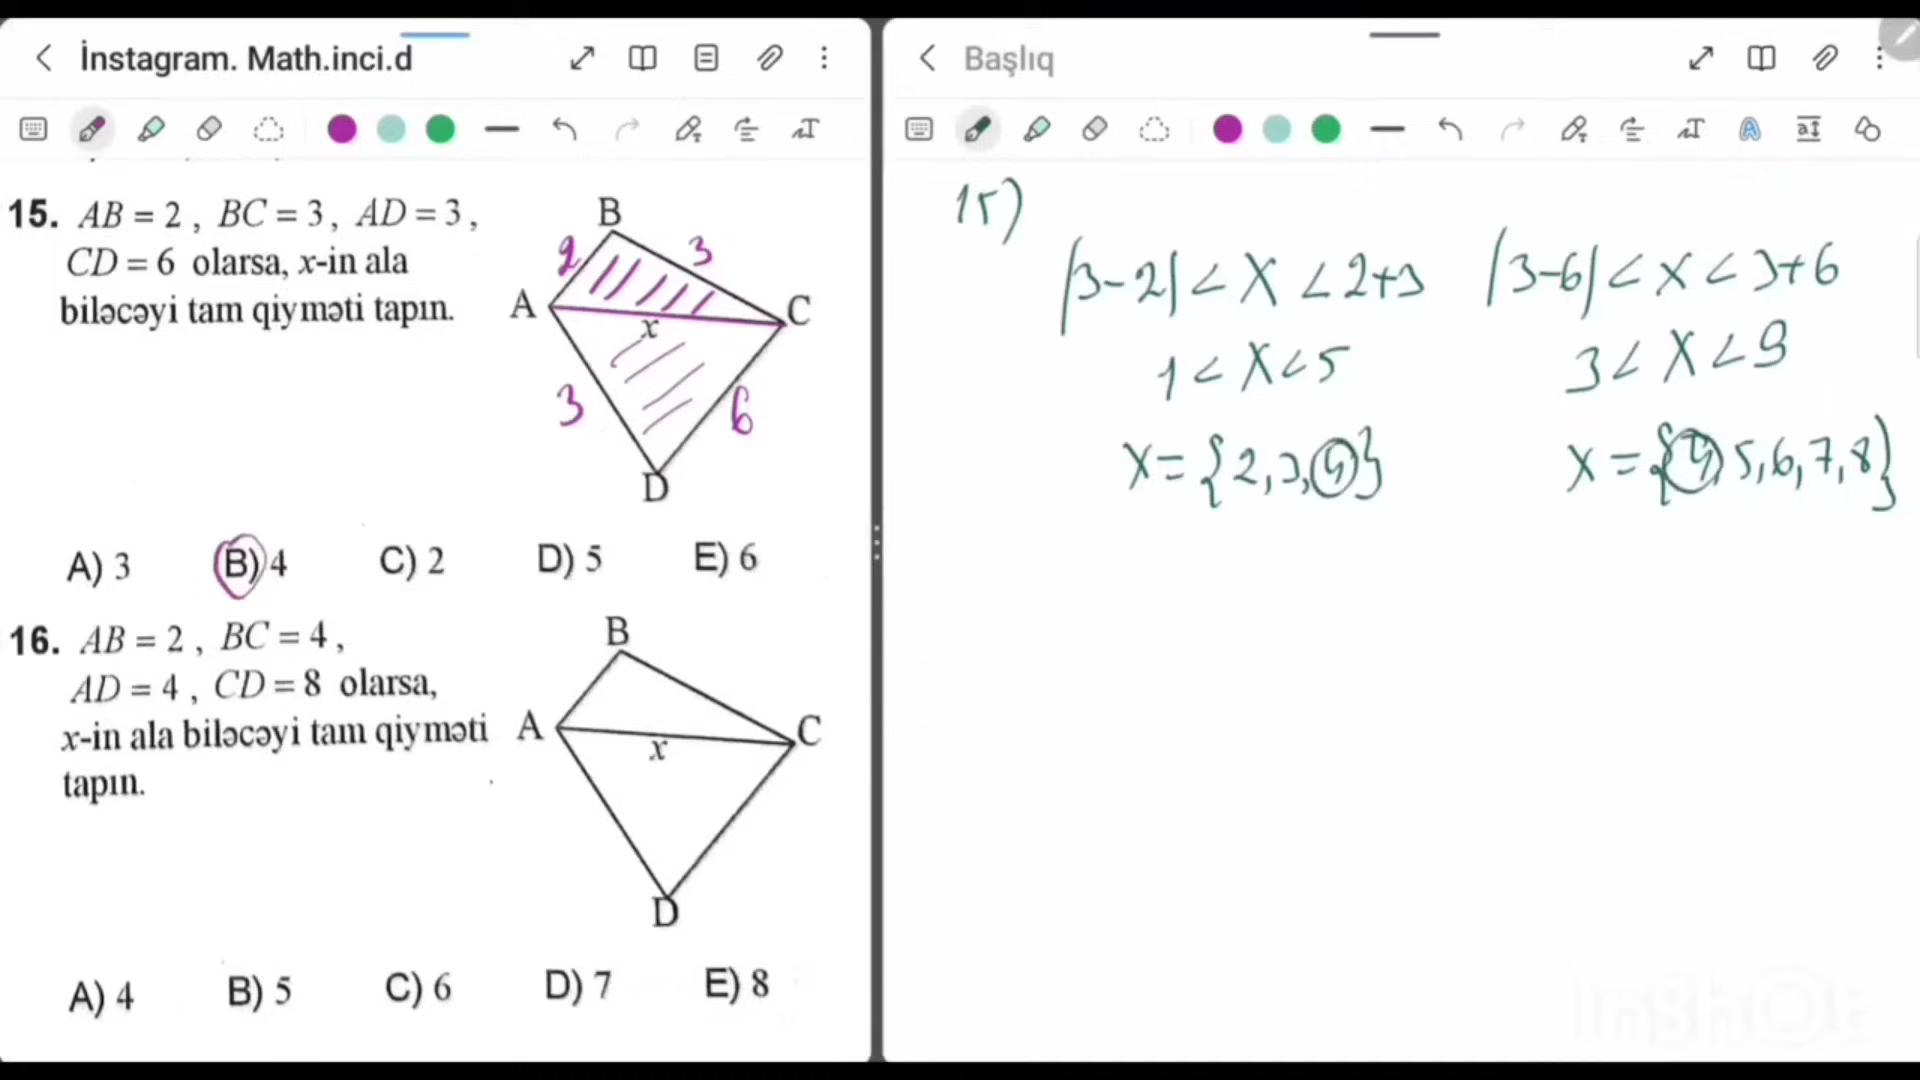 İnstagram. Math.inci.d
15. AB = 2 , BC = 3, AD = 3 ,
CD = 6 olarsa, x-in ala
biləcəyi tam qiyməti tapın.
B
2
3
A
C
x
3
6
D
A) 3 B) 4 C) 2 D) 5 E) 6
16. AB = 2 , BC = 4 ,
AD = 4 , CD = 8 olarsa,
x-in ala biləcəyi tam qiyməti
tapın.
B
A
C
x
D
A) 4 B) 5 C) 6 D) 7 E) 8
Başlıq
15)
|3-2| < x < 2+3
1 < x < 5
x = {2,3,4}
|3-6| < x < 3+6
3 < x < 9
x = {4, 5,6,7,8}